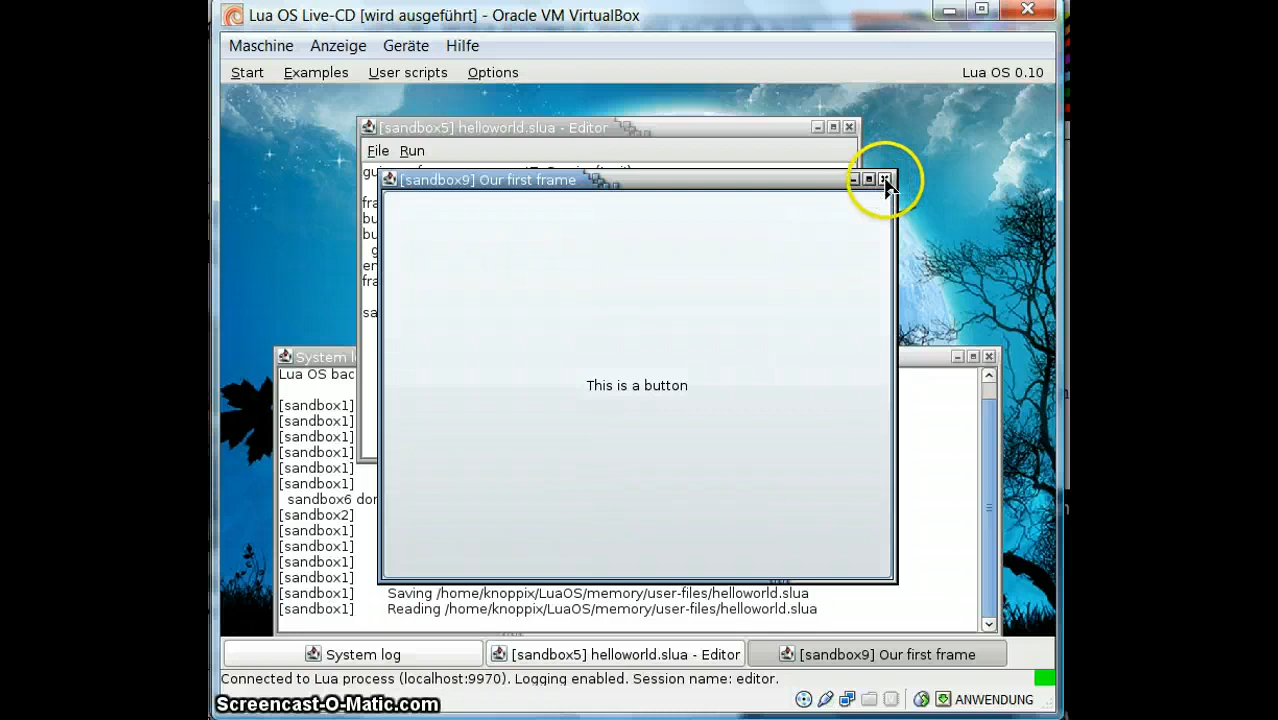 Lua OS Live-CD [wird ausgeführt] - Oracle VM VirtualBox
Maschine Anzeige Geräte Hilfe
Start Examples User scripts Options Lua OS 0.10
[sandbox5] helloworld.slua - Editor
File Run
[sandbox9] Our first frame
This is a button
System
Lua OS
[sandbox1]
[sandbox1]
[sandbox1]
[sandbox1]
[sandbox1]
[sandbox1]
sandbox6
[sandbox2]
[sandbox1]
[sandbox1]
[sandbox1]
[sandbox1]
[sandbox1] Saving /home/knoppix/LuaOS/memory/user-files/helloworld.slua
[sandbox1] Reading /home/knoppix/LuaOS/memory/user-files/helloworld.slua
System log [sandbox5] helloworld.slua - Editor [sandbox9] Our first frame
Connected to Lua process (localhost:9970). Logging enabled. Session name: editor.
ANWENDUNG
Screencast-O-Matic.com